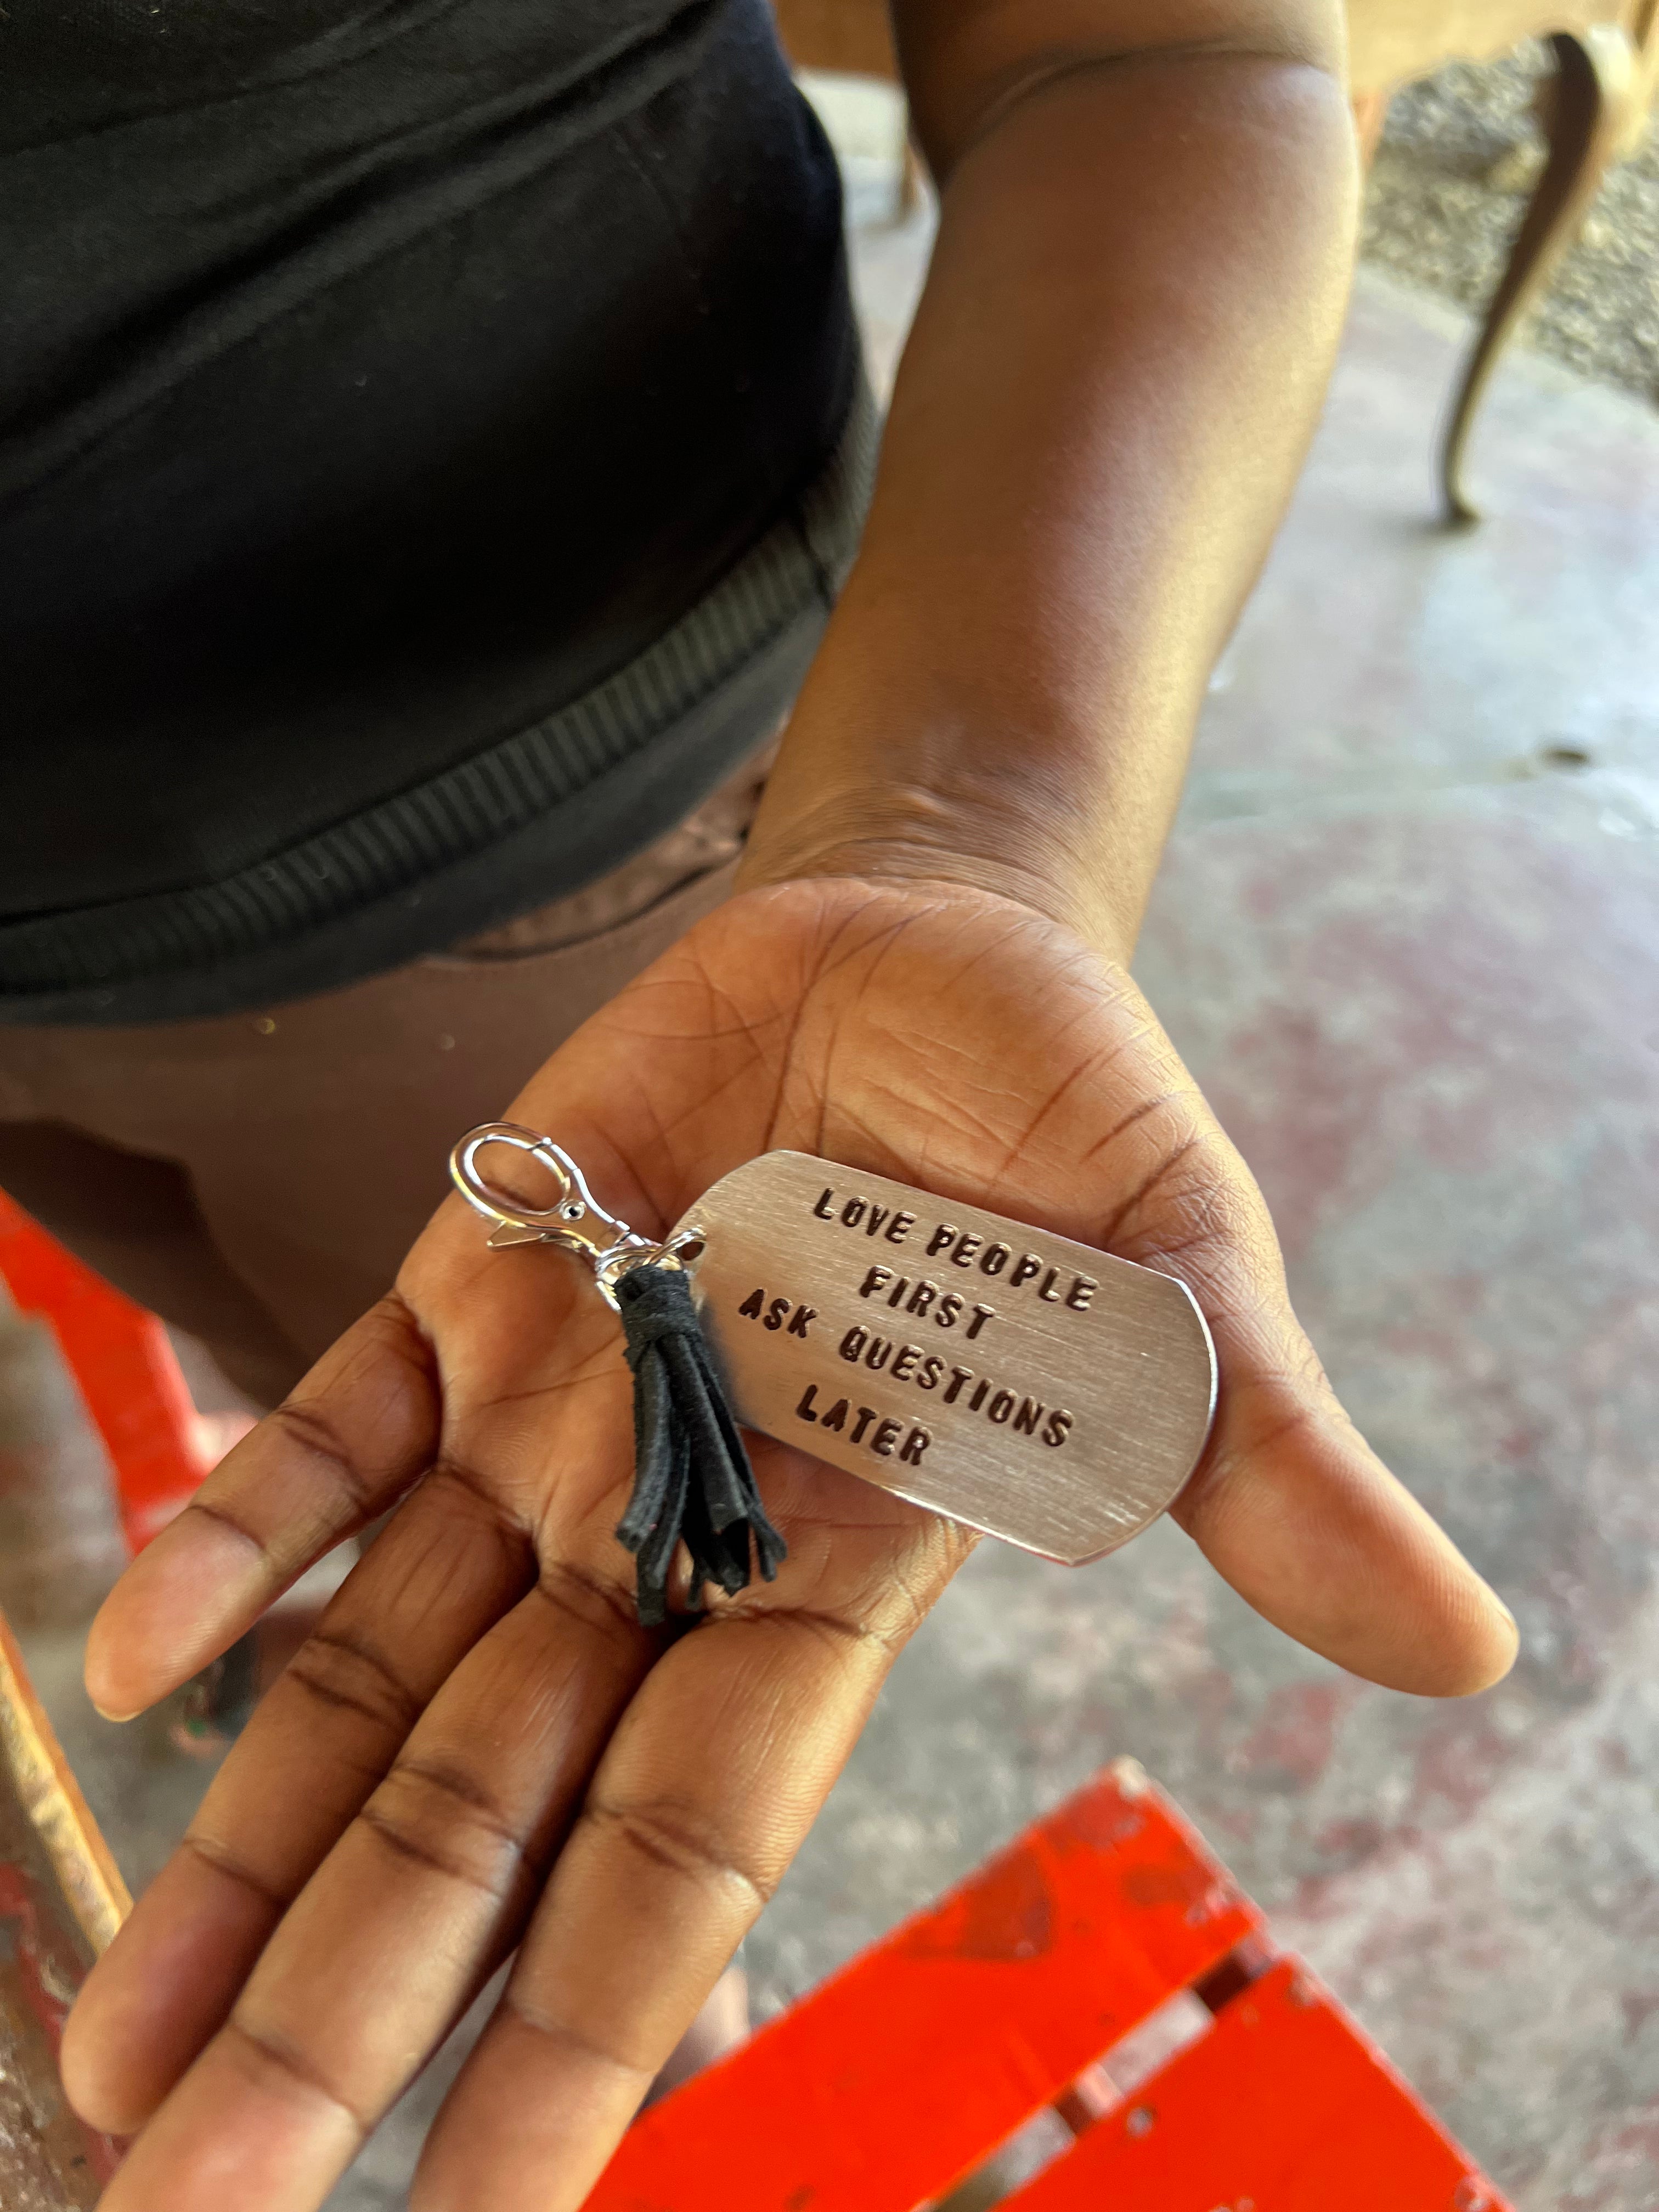 LOVE PEOPLE
FIRST
ASK QUESTIONS
LATER